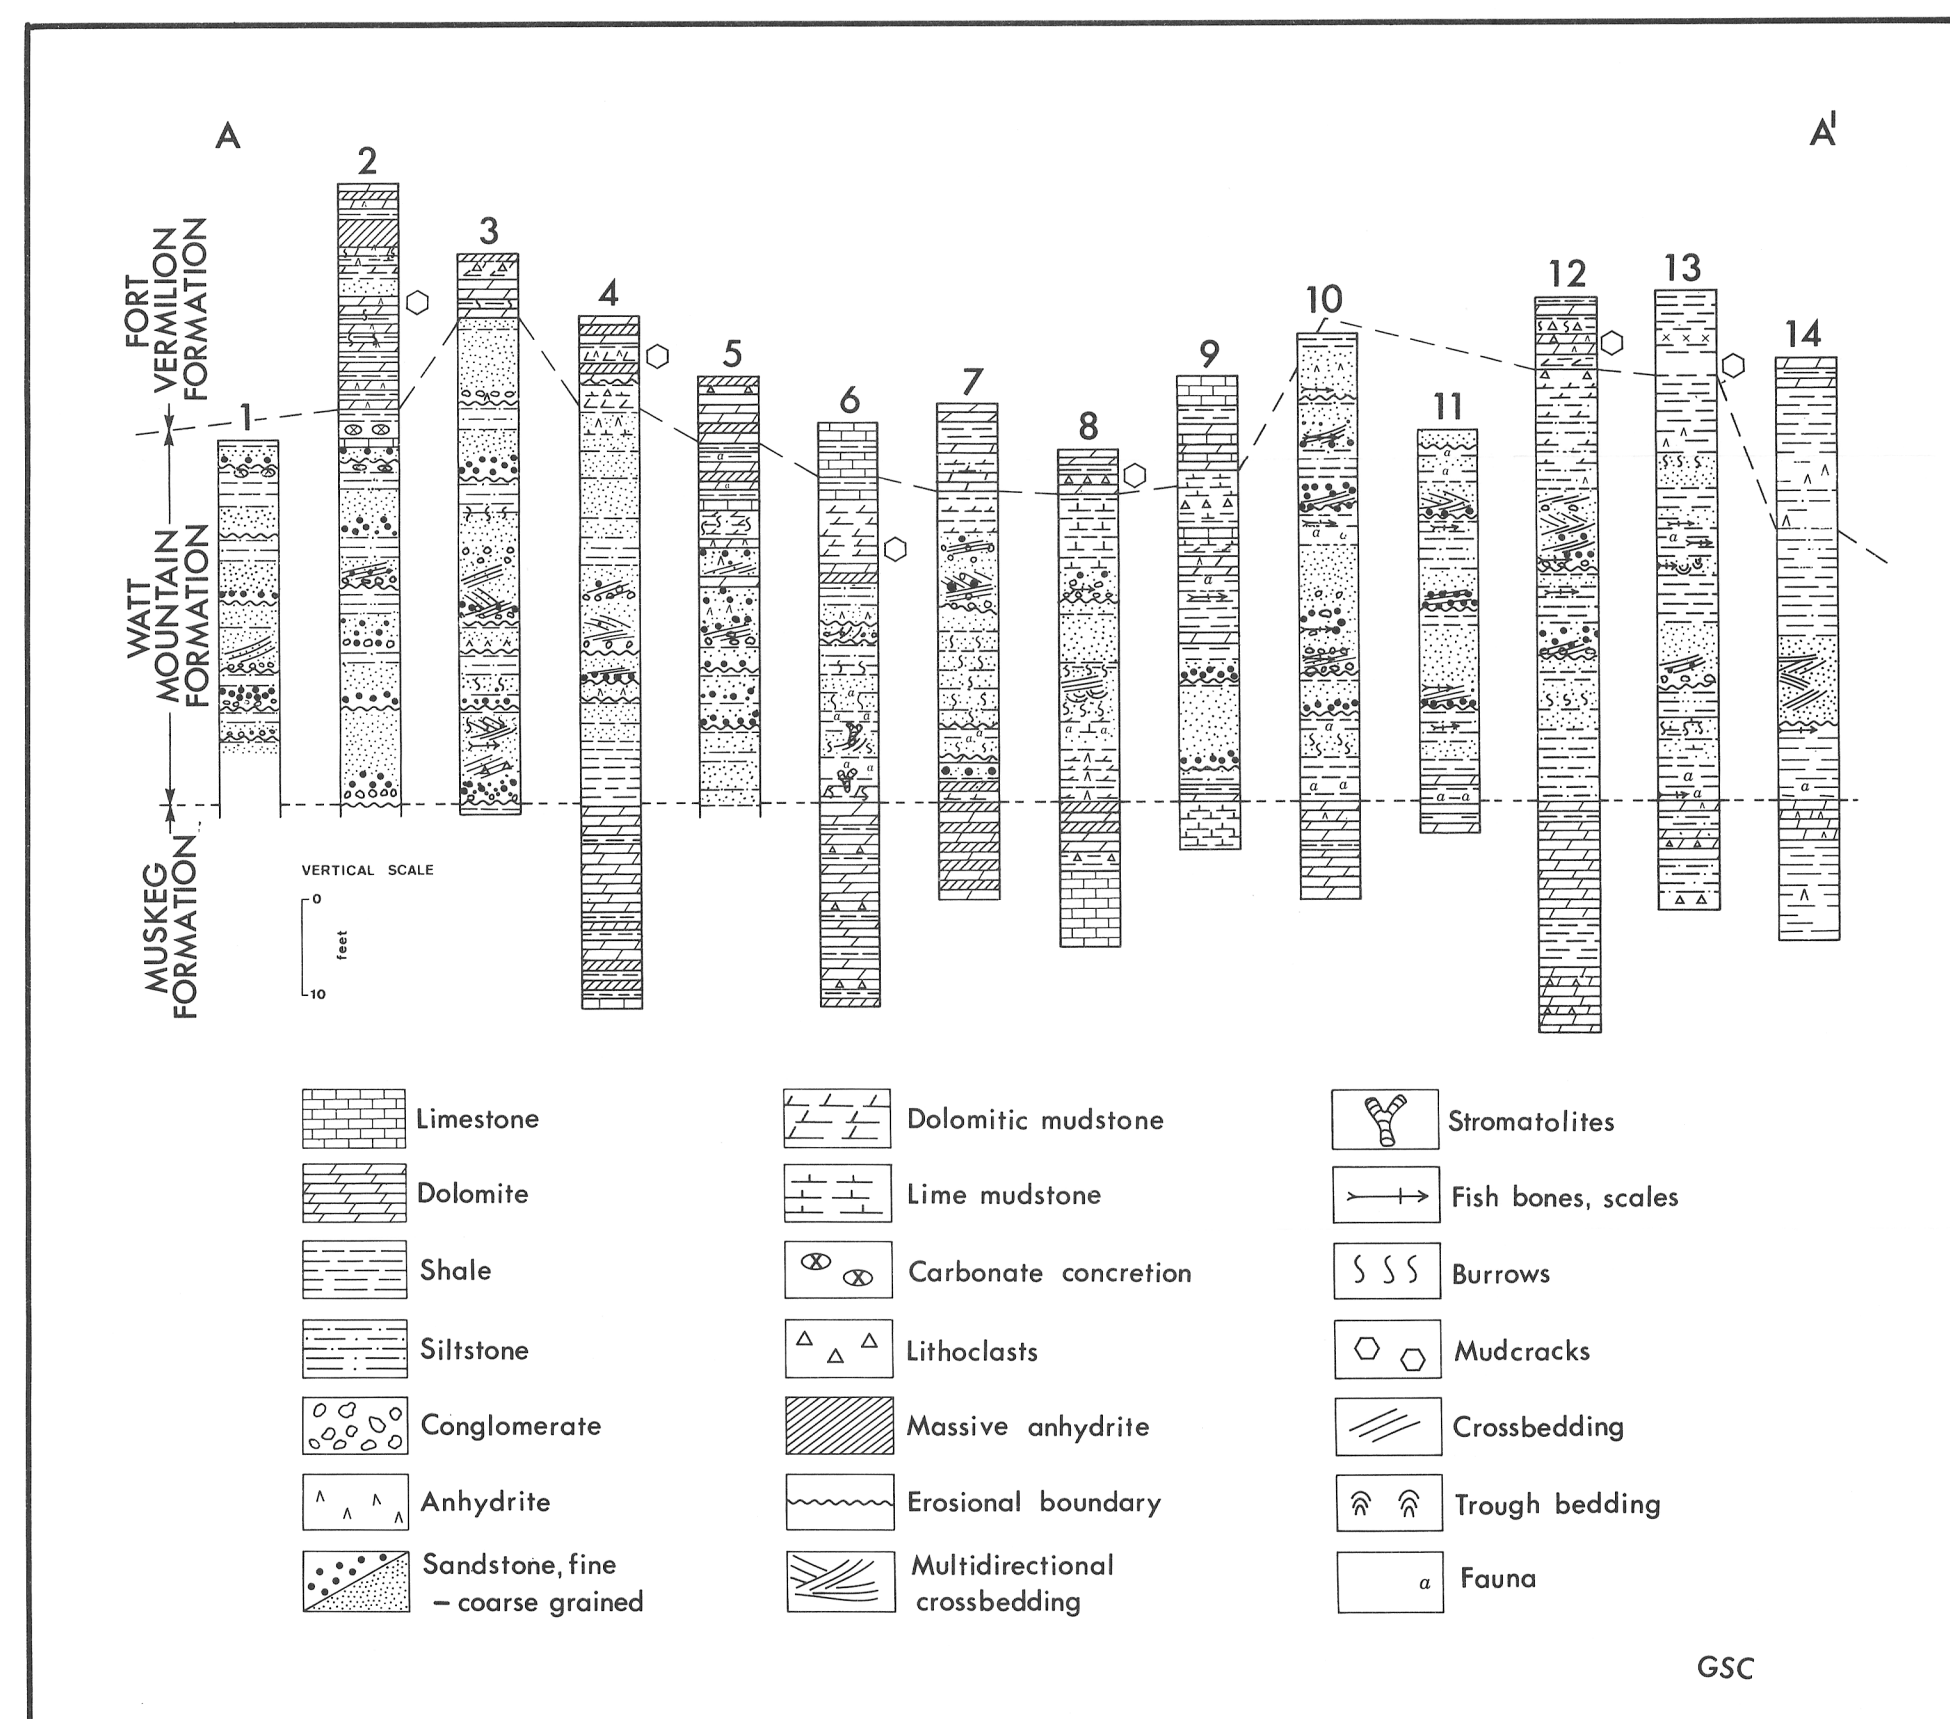 A
A'
1
2
3
4
5
6
7
8
9
10
11
12
13
14
FORT
VERMILION
FORMATION
WATT
MOUNTAIN
FORMATION
MUSKEG
FORMATION
VERTICAL SCALE
0
feet
10
Limestone
Dolomite
Shale
Siltstone
Conglomerate
Anhydrite
Sandstone, fine
– coarse grained
Dolomitic mudstone
Lime mudstone
Carbonate concretion
Lithoclasts
Massive anhydrite
Erosional boundary
Multidirectional
crossbedding
Stromatolites
Fish bones, scales
Burrows
Mudcracks
Crossbedding
Trough bedding
a Fauna
GSC